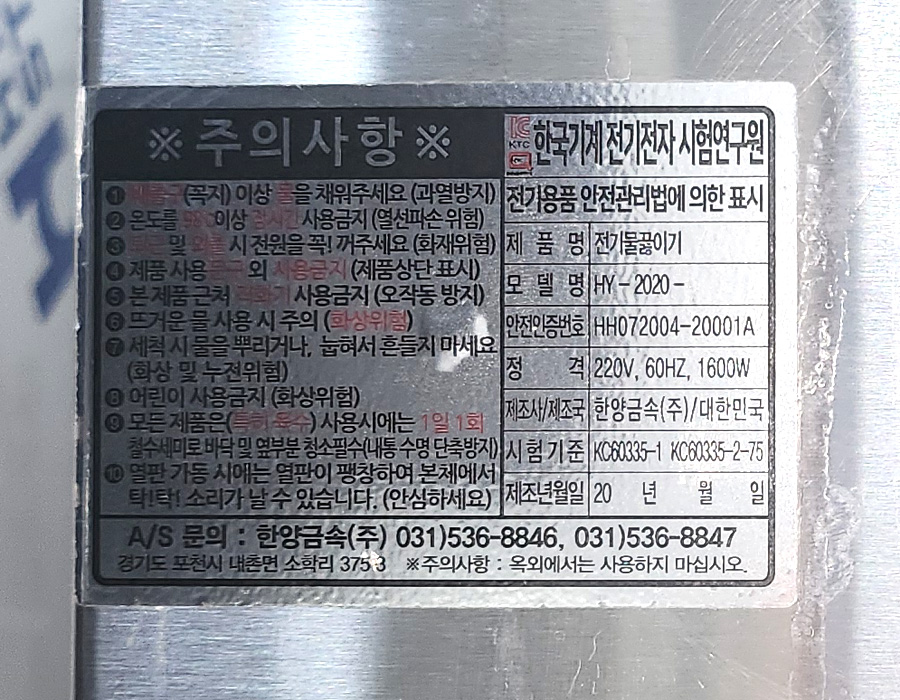 ※주의사항※
❶ 배출구(꼭지) 이상 물을 채워주세요 (과열방지)
❷ 온도를 98℃이상 장시간 사용금지 (열선파손 위험)
❸ 퇴근 및 외출 시 전원을 꼭! 꺼주세요 (화재위험)
❹ 제품 사용 외 사용금지 (제품상단 표시)
❺ 본 제품 근처 사용금지 (오작동 방지)
❻ 뜨거운 물 사용 시 주의 (화상위험)
❼ 세척 시 물을 뿌리거나, 눕혀서 흔들지 마세요
(화상 및 누전위험)
❽ 어린이 사용금지 (화상위험)
❾ 모든 제품은(특히 육수) 사용시에는 1일 1회
철수세미로 바닥 및 옆부분 청소필수(내통 수명 단축방지)
❿ 열판 가동 시에는 열판이 팽창하여 본체에서
탁!탁! 소리가 날 수 있습니다. (안심하세요)
KC
KTC
한국기계 전기전자 시험연구원
전기용품 안전관리법에 의한 표시
제 품 명 전기물끓이기
모 델 명 HY - 2020 -
안전인증번호 HH072004-20001A
정 격 220V, 60HZ, 1600W
제조사/제조국 한양금속(주)/대한민국
시 험 기 준 KC60335-1 KC60335-2-75
제조년월일 20 년 월 일
A/S 문의 : 한양금속(주) 031)536-8846, 031)536-8847
경기도 포천시 내촌면 소학리 ※주의사항 : 옥외에서는 사용하지 마십시오.